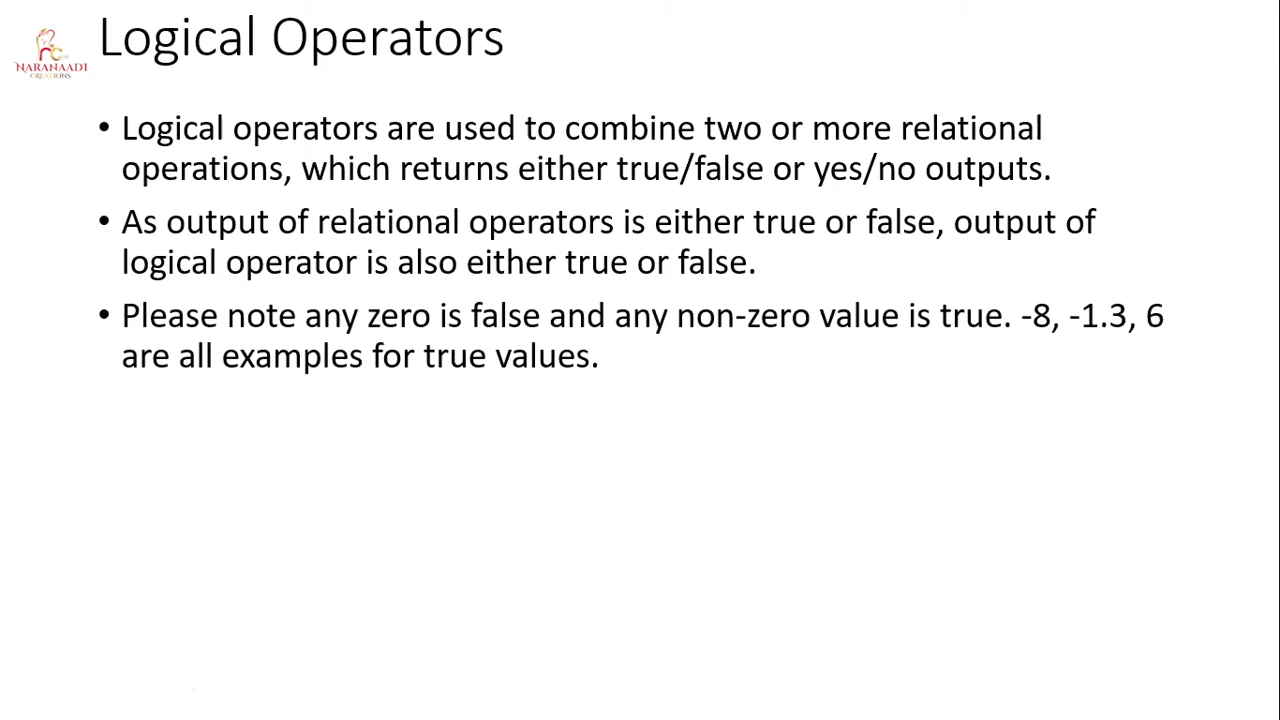 Logical Operators
NARANAADI
CREATIONS
• Logical operators are used to combine two or more relational
operations, which returns either true/false or yes/no outputs.
• As output of relational operators is either true or false, output of
logical operator is also either true or false.
• Please note any zero is false and any non-zero value is true. -8, -1.3, 6
are all examples for true values.